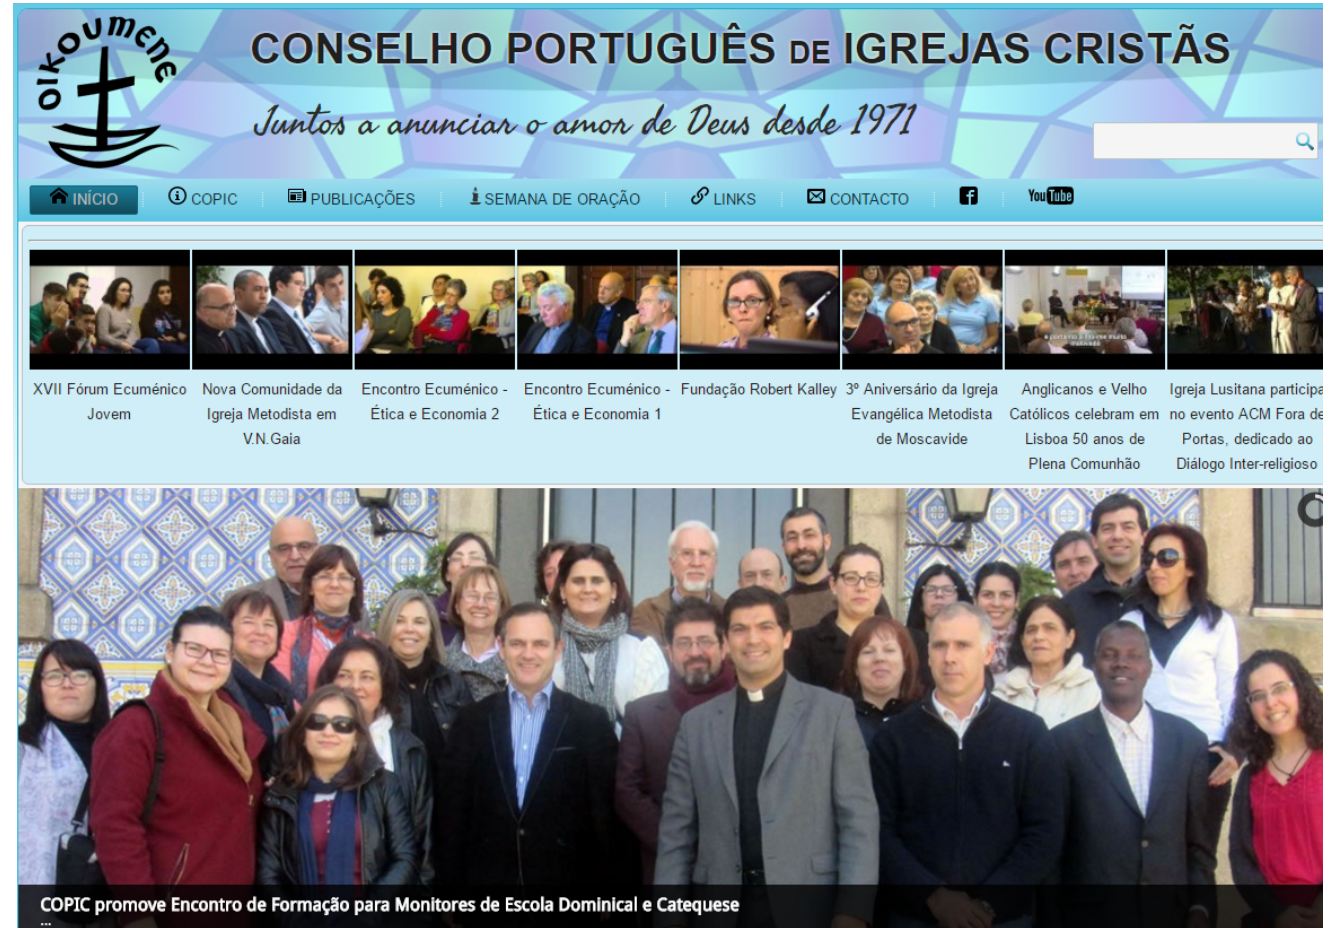 OIKOUMENE
CONSELHO PORTUGUÊS DE IGREJAS CRISTÃS
Juntos a anunciar o amor de Deus desde 1971
INÍCIO
COPIC
PUBLICAÇÕES
SEMANA DE ORAÇÃO
LINKS
CONTACTO
f
YouTube
XVII Fórum Ecuménico
Jovem
Nova Comunidade da
Igreja Metodista em
V.N.Gaia
Encontro Ecuménico -
Ética e Economia 2
Encontro Ecuménico -
Ética e Economia 1
Fundação Robert Kalley
3º Aniversário da Igreja
Evangélica Metodista
de Moscavide
Anglicanos e Velho
Católicos celebram em
Lisboa 50 anos de
Plena Comunhão
Igreja Lusitana participa
no evento ACM Fora de
Portas, dedicado ao
Diálogo Inter-religioso
COPIC promove Encontro de Formação para Monitores de Escola Dominical e Catequese
...